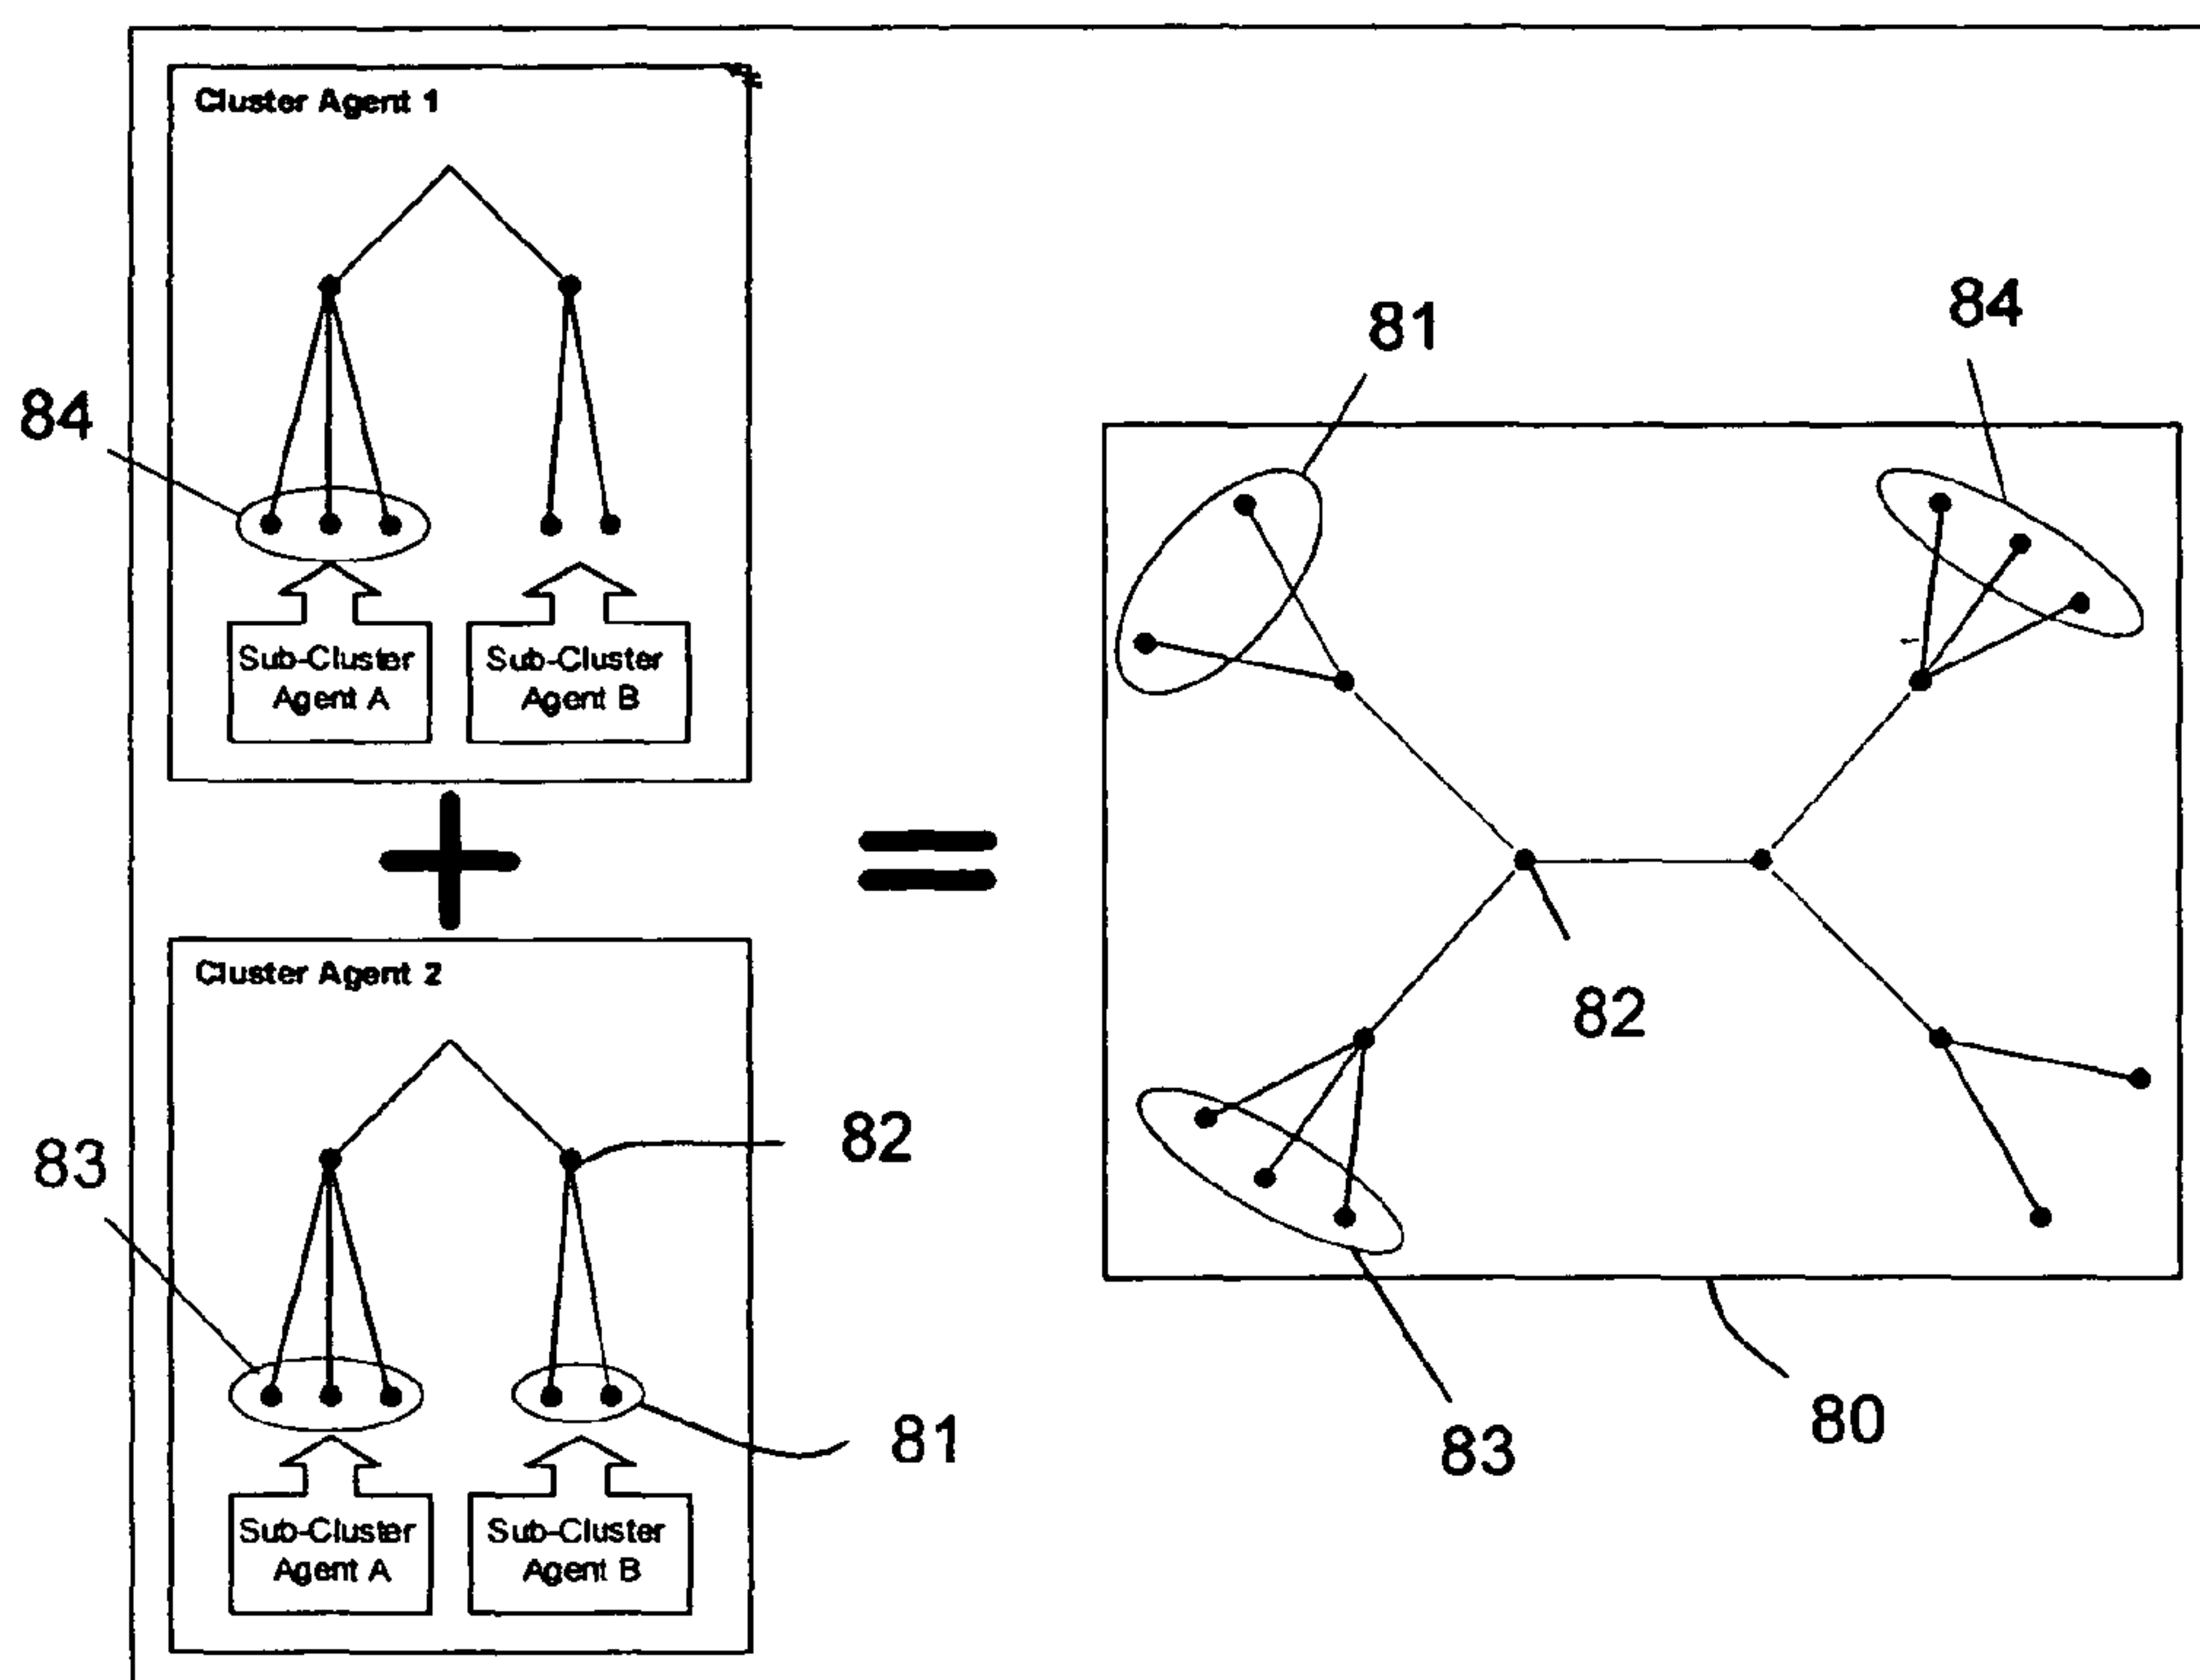 Cluster Agent 1
84
Sub-Cluster
Agent A
Sub-Cluster
Agent B
Cluster Agent 2
83
82
81
Sub-Cluster
Agent A
Sub-Cluster
Agent B
81
84
82
83
80